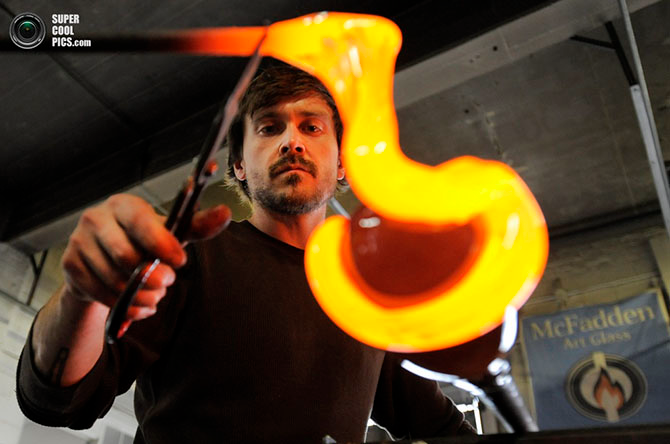 SUPER
COOL
PICS.com
McFadden
Art Glass